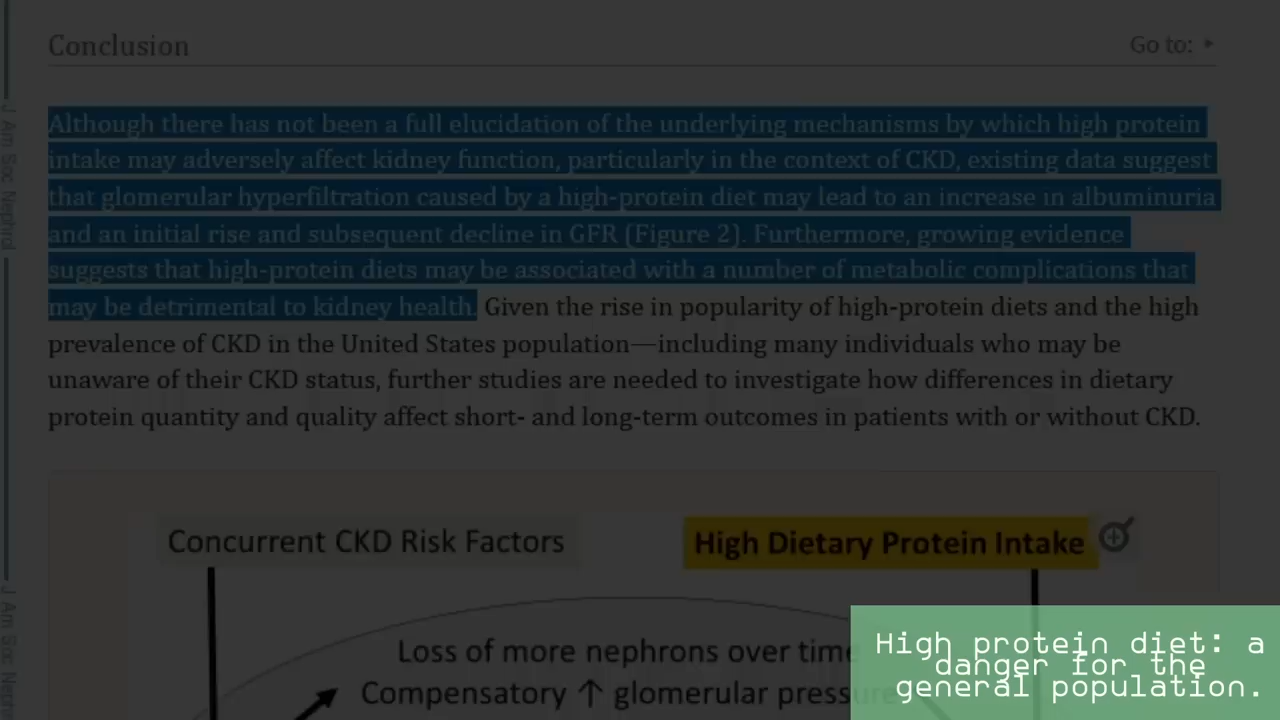 Conclusion
Go to:
Although there has not been a full elucidation of the underlying mechanisms by which high protein
intake may adversely affect kidney function, particularly in the context of CKD, existing data suggest
that glomerular hyperfiltration caused by a high-protein diet may lead to an increase in albuminuria
and an initial rise and subsequent decline in GFR (Figure 2). Furthermore, growing evidence
suggests that high-protein diets may be associated with a number of metabolic complications that
may be detrimental to kidney health. Given the rise in popularity of high-protein diets and the high
prevalence of CKD in the United States population—including many individuals who may be
unaware of their CKD status, further studies are needed to investigate how differences in dietary
protein quantity and quality affect short- and long-term outcomes in patients with or without CKD.
J Am Soc Nephrol
J Am Soc Nephr
Concurrent CKD Risk Factors
High Dietary Protein Intake
Loss of more nephrons over time
Compensatory ↑ glomerular pressure
High protein diet: a
danger for the
general population.